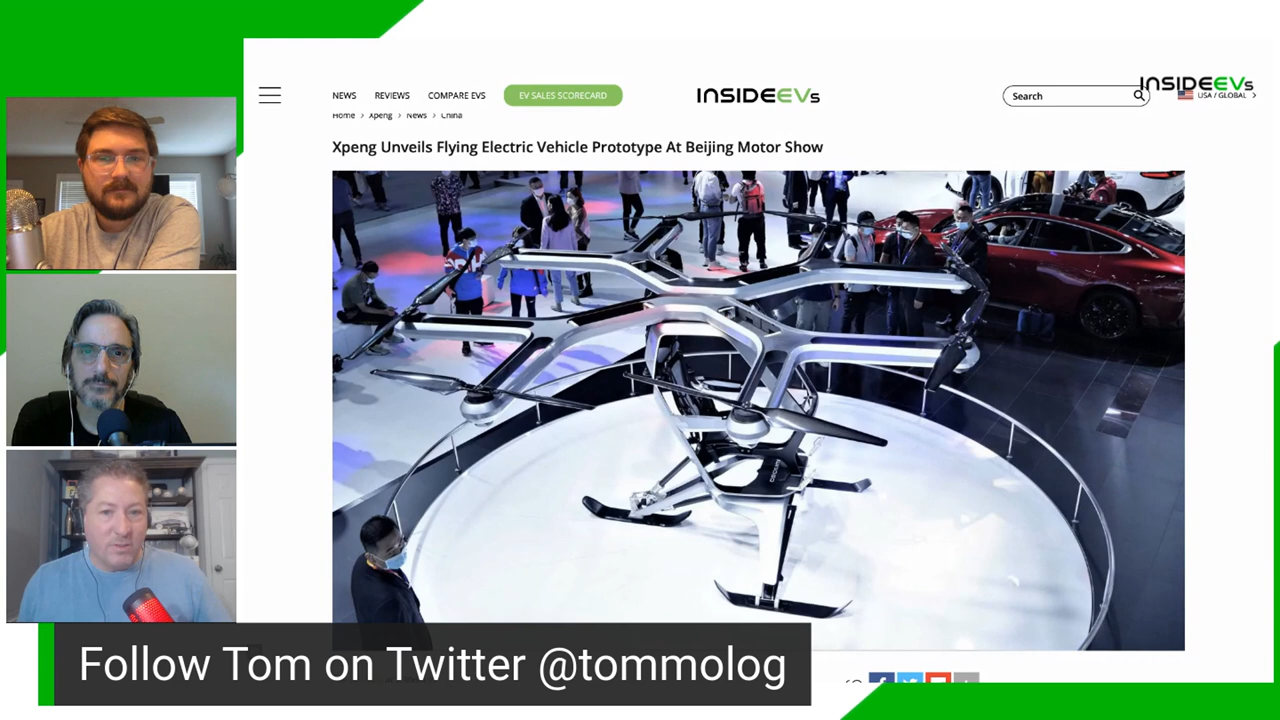 NEWS REVIEWS COMPARE EVS EV SALES SCORECARD INSIDEEVs Search INSIDEEVs
USA / GLOBAL
Home > Xpeng > News > China
Xpeng Unveils Flying Electric Vehicle Prototype At Beijing Motor Show
Follow Tom on Twitter @tommolog